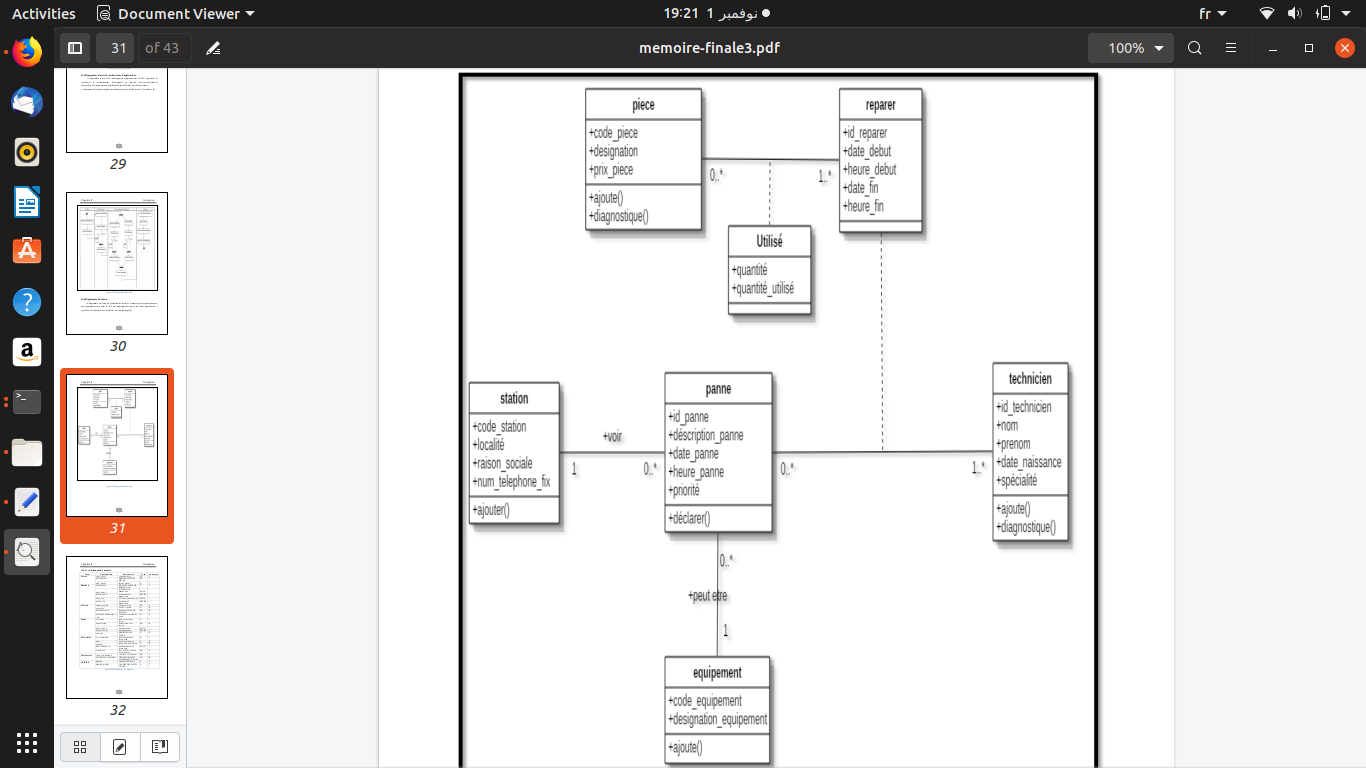 Activities
Document Viewer
19:21 1 نوفمبر
fr
31 of 43
memoire-finale3.pdf
100%
29
30
31
32
piece
+code_piece
+designation
+prix_piece
+ajoute()
+diagnostique()
0..*
1..*
reparer
+id_reparer
+date_debut
+heure_debut
+date_fin
+heure_fin
Utilisé
+quantité
+quantité_utilisé
station
+code_station
+localité
+raison_sociale
+num_telephone_fix
+ajouter()
+voir
1
0..*
panne
+id_panne
+déscription_panne
+date_panne
+heure_panne
+priorité
+déclarer()
0..*
1..*
technicien
+id_technicien
+nom
+prenom
+date_naissance
+spécialité
+ajoute()
+diagnostique()
0..*
+peut etre
1
equipement
+code_equipement
+designation_equipement
+ajoute()